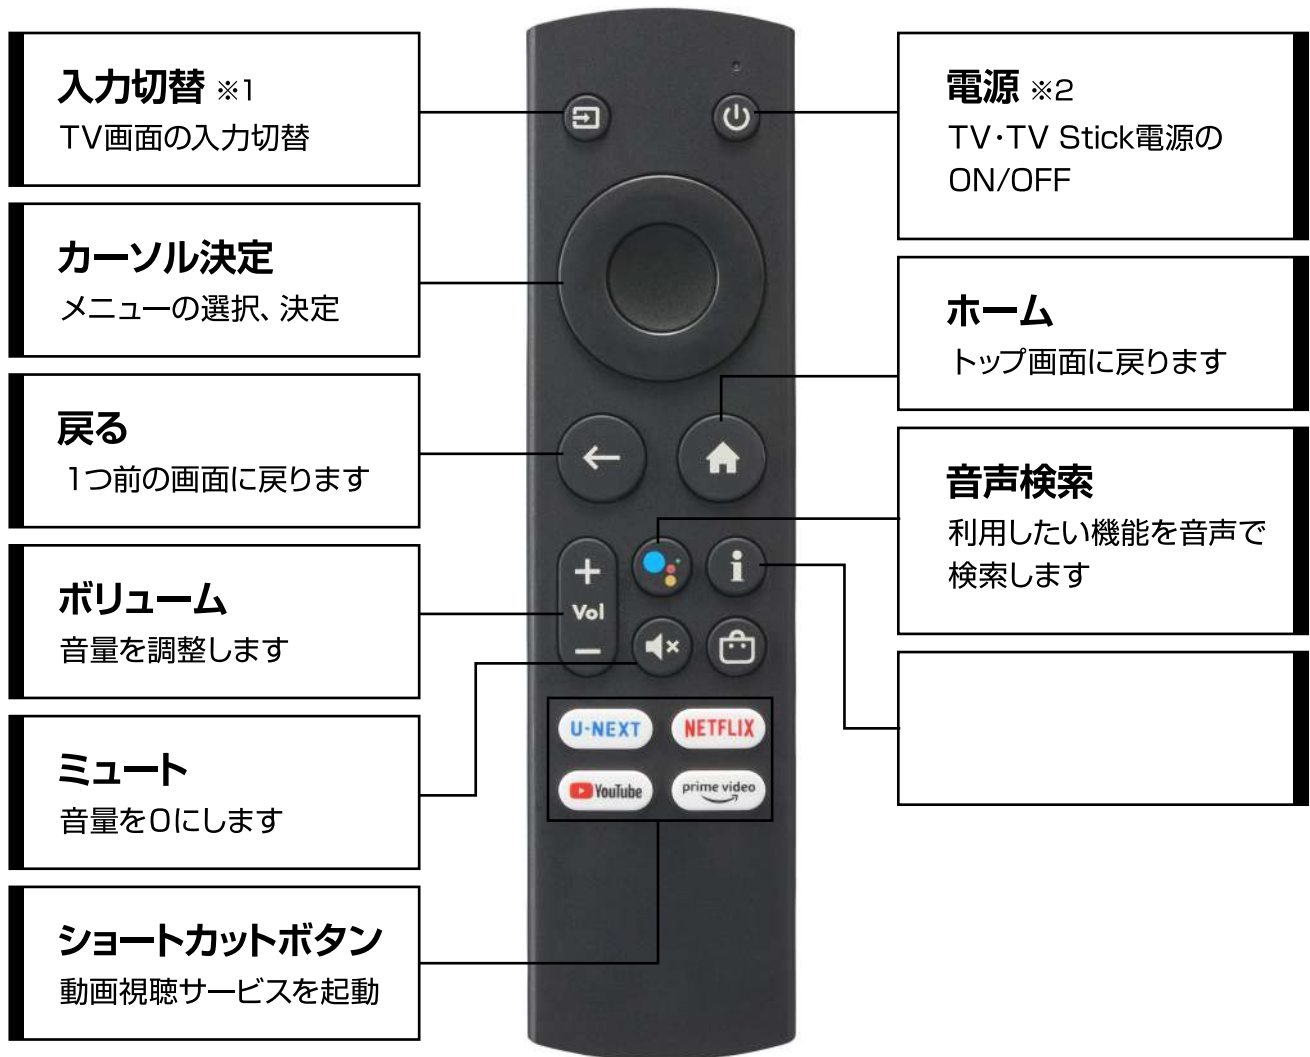 入力切替 ※1
TV画面の入力切替
カーソル決定
メニューの選択、決定
戻る
1つ前の画面に戻ります
ボリューム
音量を調整します
ミュート
音量を0にします
ショートカットボタン
動画視聴サービスを起動
+
Vol
−
i
U-NEXT
NETFLIX
YouTube
prime video
電源 ※2
TV・TV Stick電源の
ON/OFF
ホーム
トップ画面に戻ります
音声検索
利用したい機能を音声で
検索します